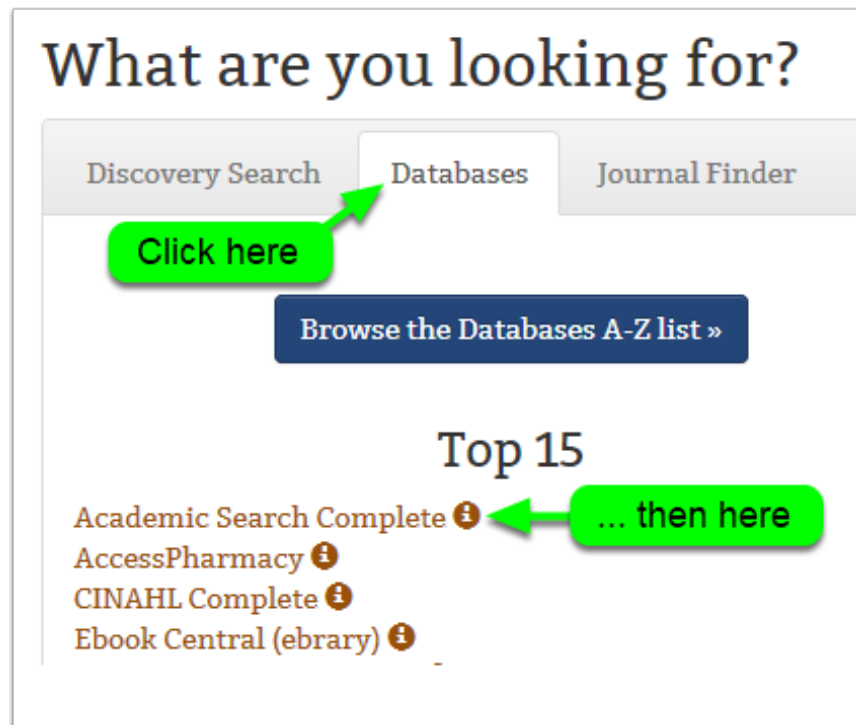 What are you looking for?
Discovery Search Databases Journal Finder
Click here
Browse the Databases A-Z list »
Top 15
Academic Search Complete ... then here
AccessPharmacy
CINAHL Complete
Ebook Central (ebrary)